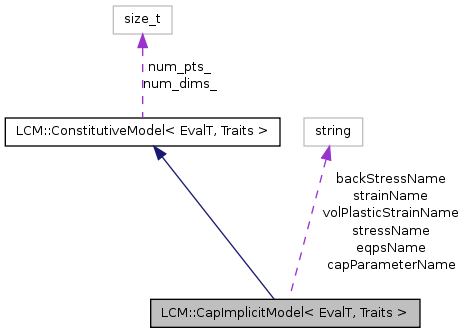 size_t
num_pts_
num_dims_
LCM::ConstitutiveModel< EvalT, Traits >
string
backStressName
strainName
volPlasticStrainName
stressName
eqpsName
capParameterName
LCM::CapImplicitModel< EvalT, Traits >